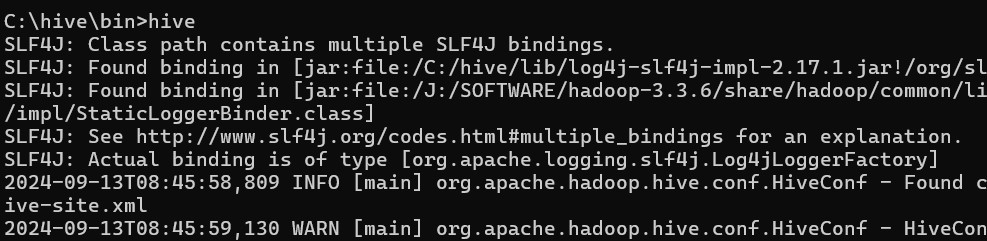 C:\hive\bin>hive
SLF4J: Class path contains multiple SLF4J bindings.
SLF4J: Found binding in [jar:file:/C:/hive/lib/log4j-slf4j-impl-2.17.1.jar!/org/sl
SLF4J: Found binding in [jar:file:/J:/SOFTWARE/hadoop-3.3.6/share/hadoop/common/li
/impl/StaticLoggerBinder.class]
SLF4J: See http://www.slf4j.org/codes.html#multiple_bindings for an explanation.
SLF4J: Actual binding is of type [org.apache.logging.slf4j.Log4jLoggerFactory]
2024-09-13T08:45:58,809 INFO [main] org.apache.hadoop.hive.conf.HiveConf - Found c
ive-site.xml
2024-09-13T08:45:59,130 WARN [main] org.apache.hadoop.hive.conf.HiveConf - HiveCon